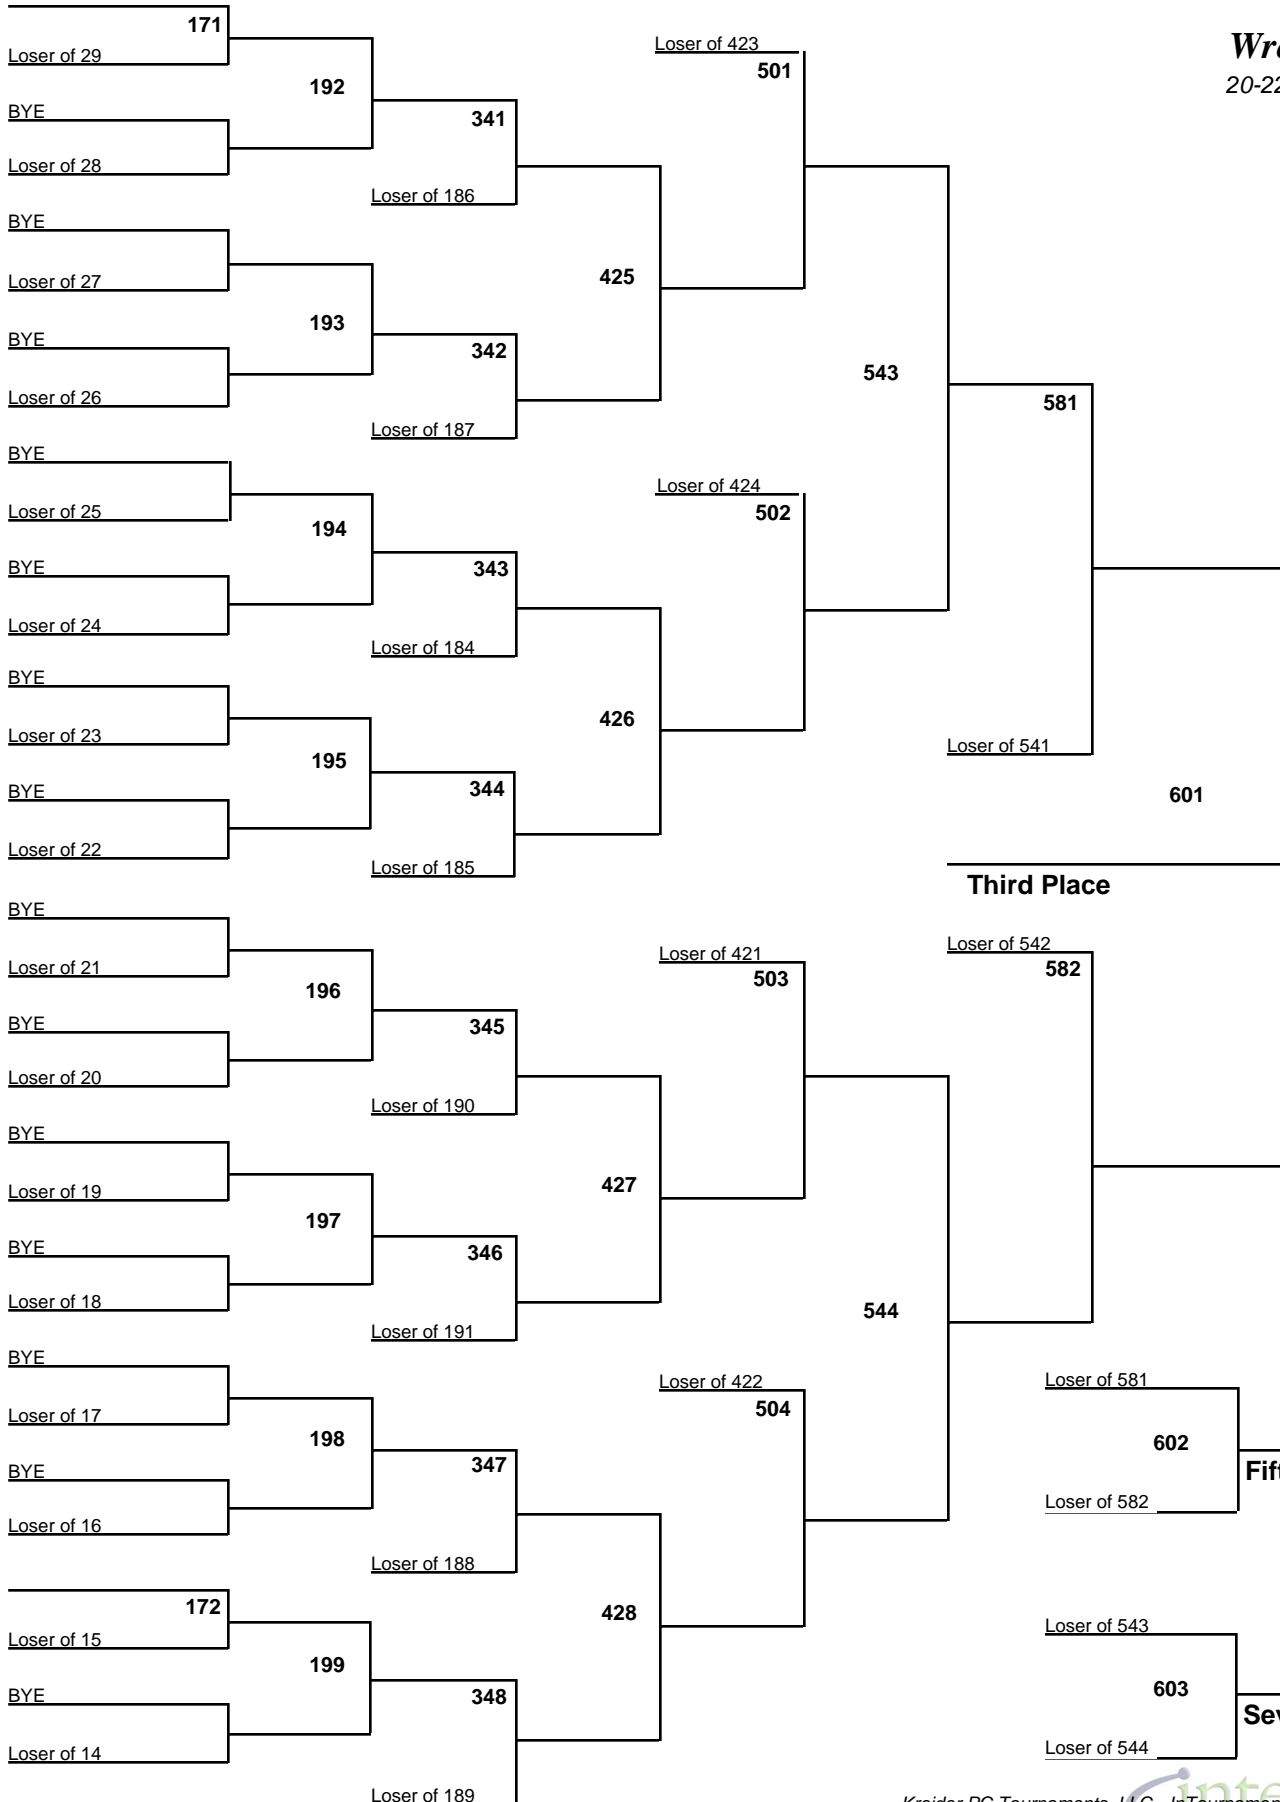 171
Loser of 29
192
BYE
Loser of 28
341
Loser of 186
BYE
Loser of 27
193
BYE
Loser of 26
342
Loser of 187
425
Loser of 423
501
BYE
Loser of 25
194
BYE
Loser of 24
343
Loser of 184
BYE
Loser of 23
195
BYE
Loser of 22
344
Loser of 185
426
Loser of 424
502
543
581
Loser of 541
601
Third Place
BYE
Loser of 21
196
BYE
Loser of 20
345
Loser of 190
BYE
Loser of 19
197
BYE
Loser of 18
346
Loser of 191
427
Loser of 421
503
Loser of 542
582
BYE
Loser of 17
198
BYE
Loser of 16
347
Loser of 188
172
Loser of 15
199
BYE
Loser of 14
348
Loser of 189
428
Loser of 422
504
544
Loser of 581
602
Loser of 582
Loser of 543
603
Loser of 544
20-22
Kreider PC Tournaments, LLC